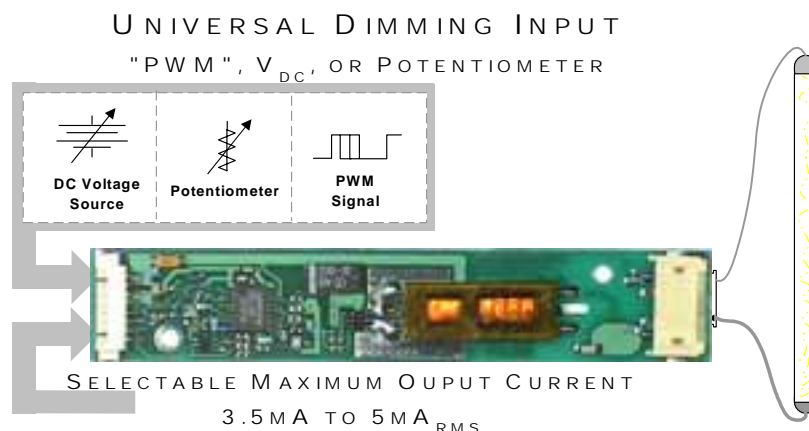 UNIVERSAL DIMMING INPUT
"PWM", VDC, OR POTENTIOMETER
DC Voltage
Source
Potentiometer
PWM
Signal
SELECTABLE MAXIMUM OUPUT CURRENT
3.5MA TO 5MARMS